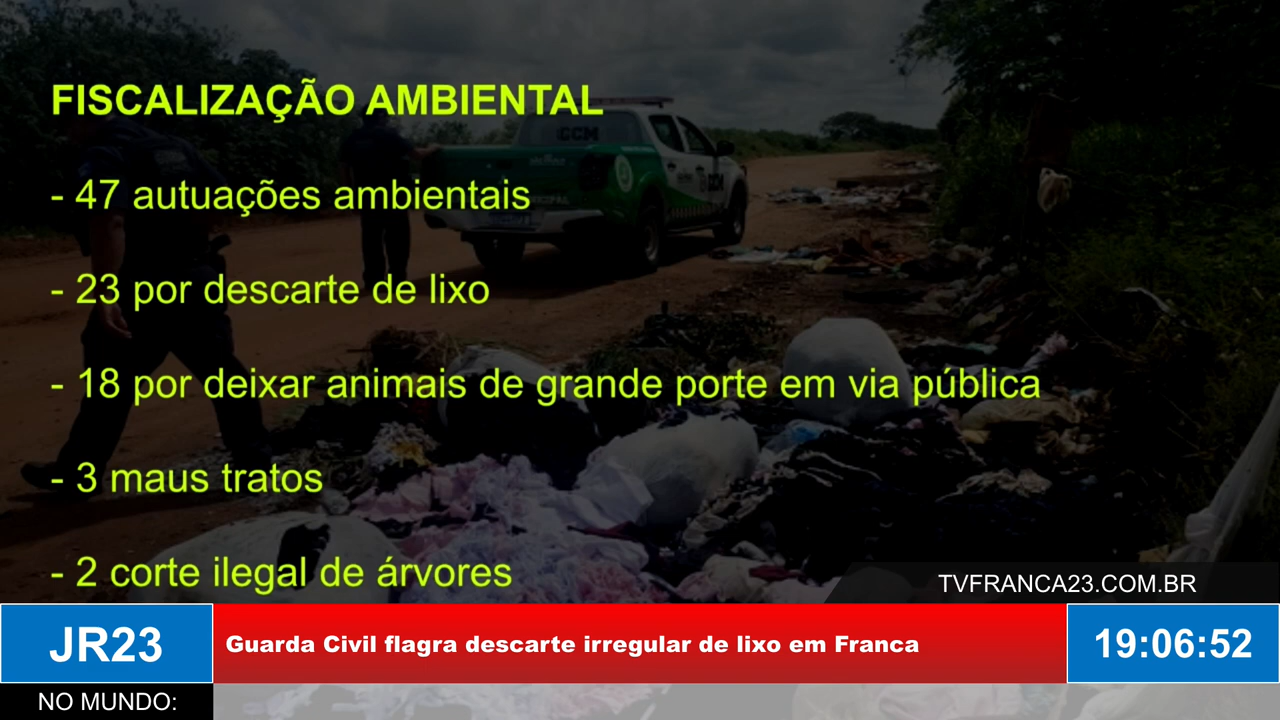 FISCALIZAÇÃO AMBIENTAL
GCM
- 47 autuações ambientais
- 23 por descarte de lixo
- 18 por deixar animais de grande porte em via pública
- 3 maus tratos
- 2 corte ilegal de árvores
TVFRANCA23.COM.BR
JR23
Guarda Civil flagra descarte irregular de lixo em Franca
19:06:52
NO MUNDO: